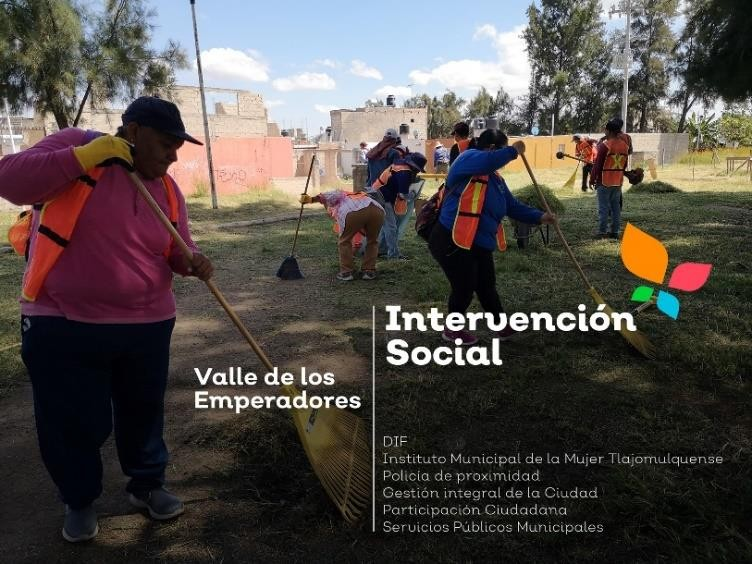 Valle de los
Emperadores
Intervención
Social
DIF
Instituto Municipal de la Mujer Tlajomulquense
Policía de proximidad
Gestión integral de la Ciudad
Participación Ciudadana
Servicios Públicos Municipales